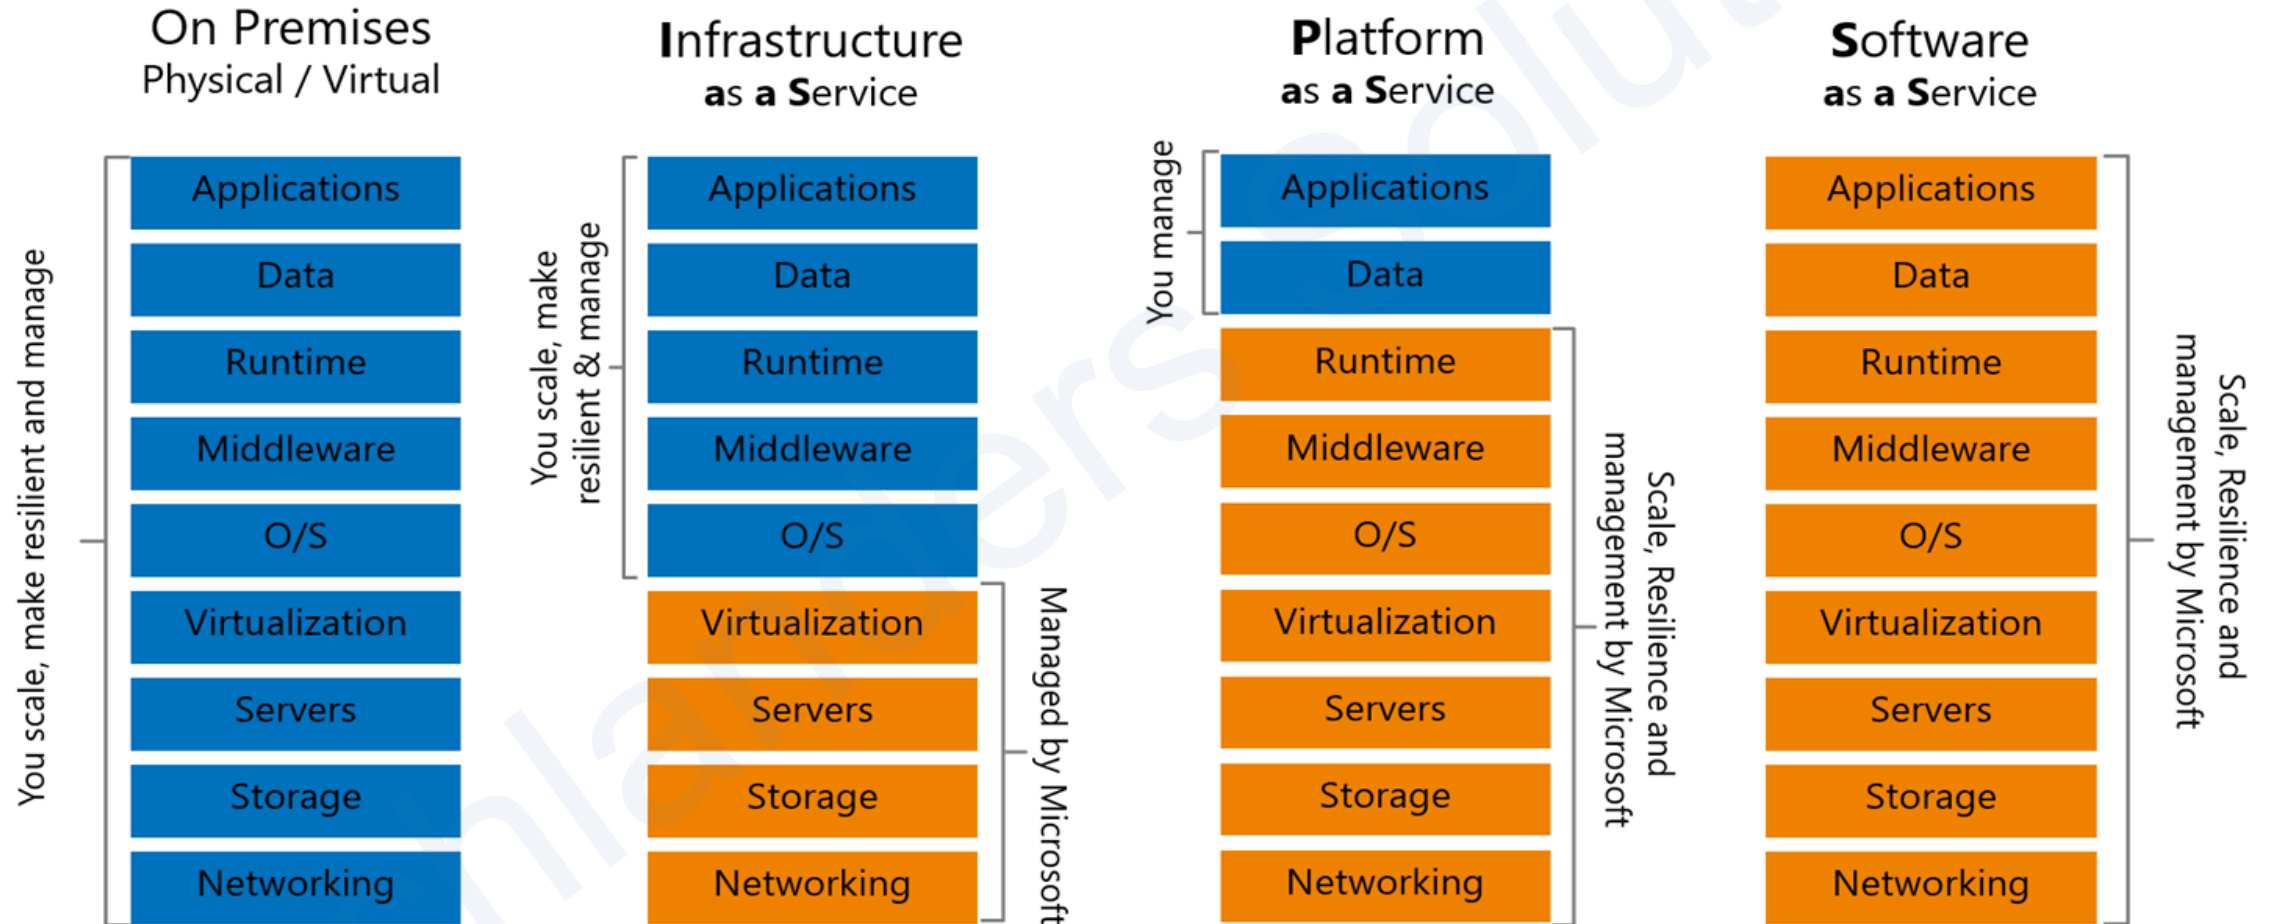 On Premises
Physical / Virtual
You scale, make resilient and manage
Applications
Data
Runtime
Middleware
O/S
Virtualization
Servers
Storage
Networking
Infrastructure
as a Service
You scale, make
resilient & manage
Applications
Data
Runtime
Middleware
O/S
Virtualization
Servers
Storage
Networking
Managed by Microsoft
Platform
as a Service
You manage
Applications
Data
Runtime
Middleware
O/S
Virtualization
Servers
Storage
Networking
Scale, Resilience and
management by Microsoft
Software
as a Service
Applications
Data
Runtime
Middleware
O/S
Virtualization
Servers
Storage
Networking
Scale, Resilience and
management by Microsoft